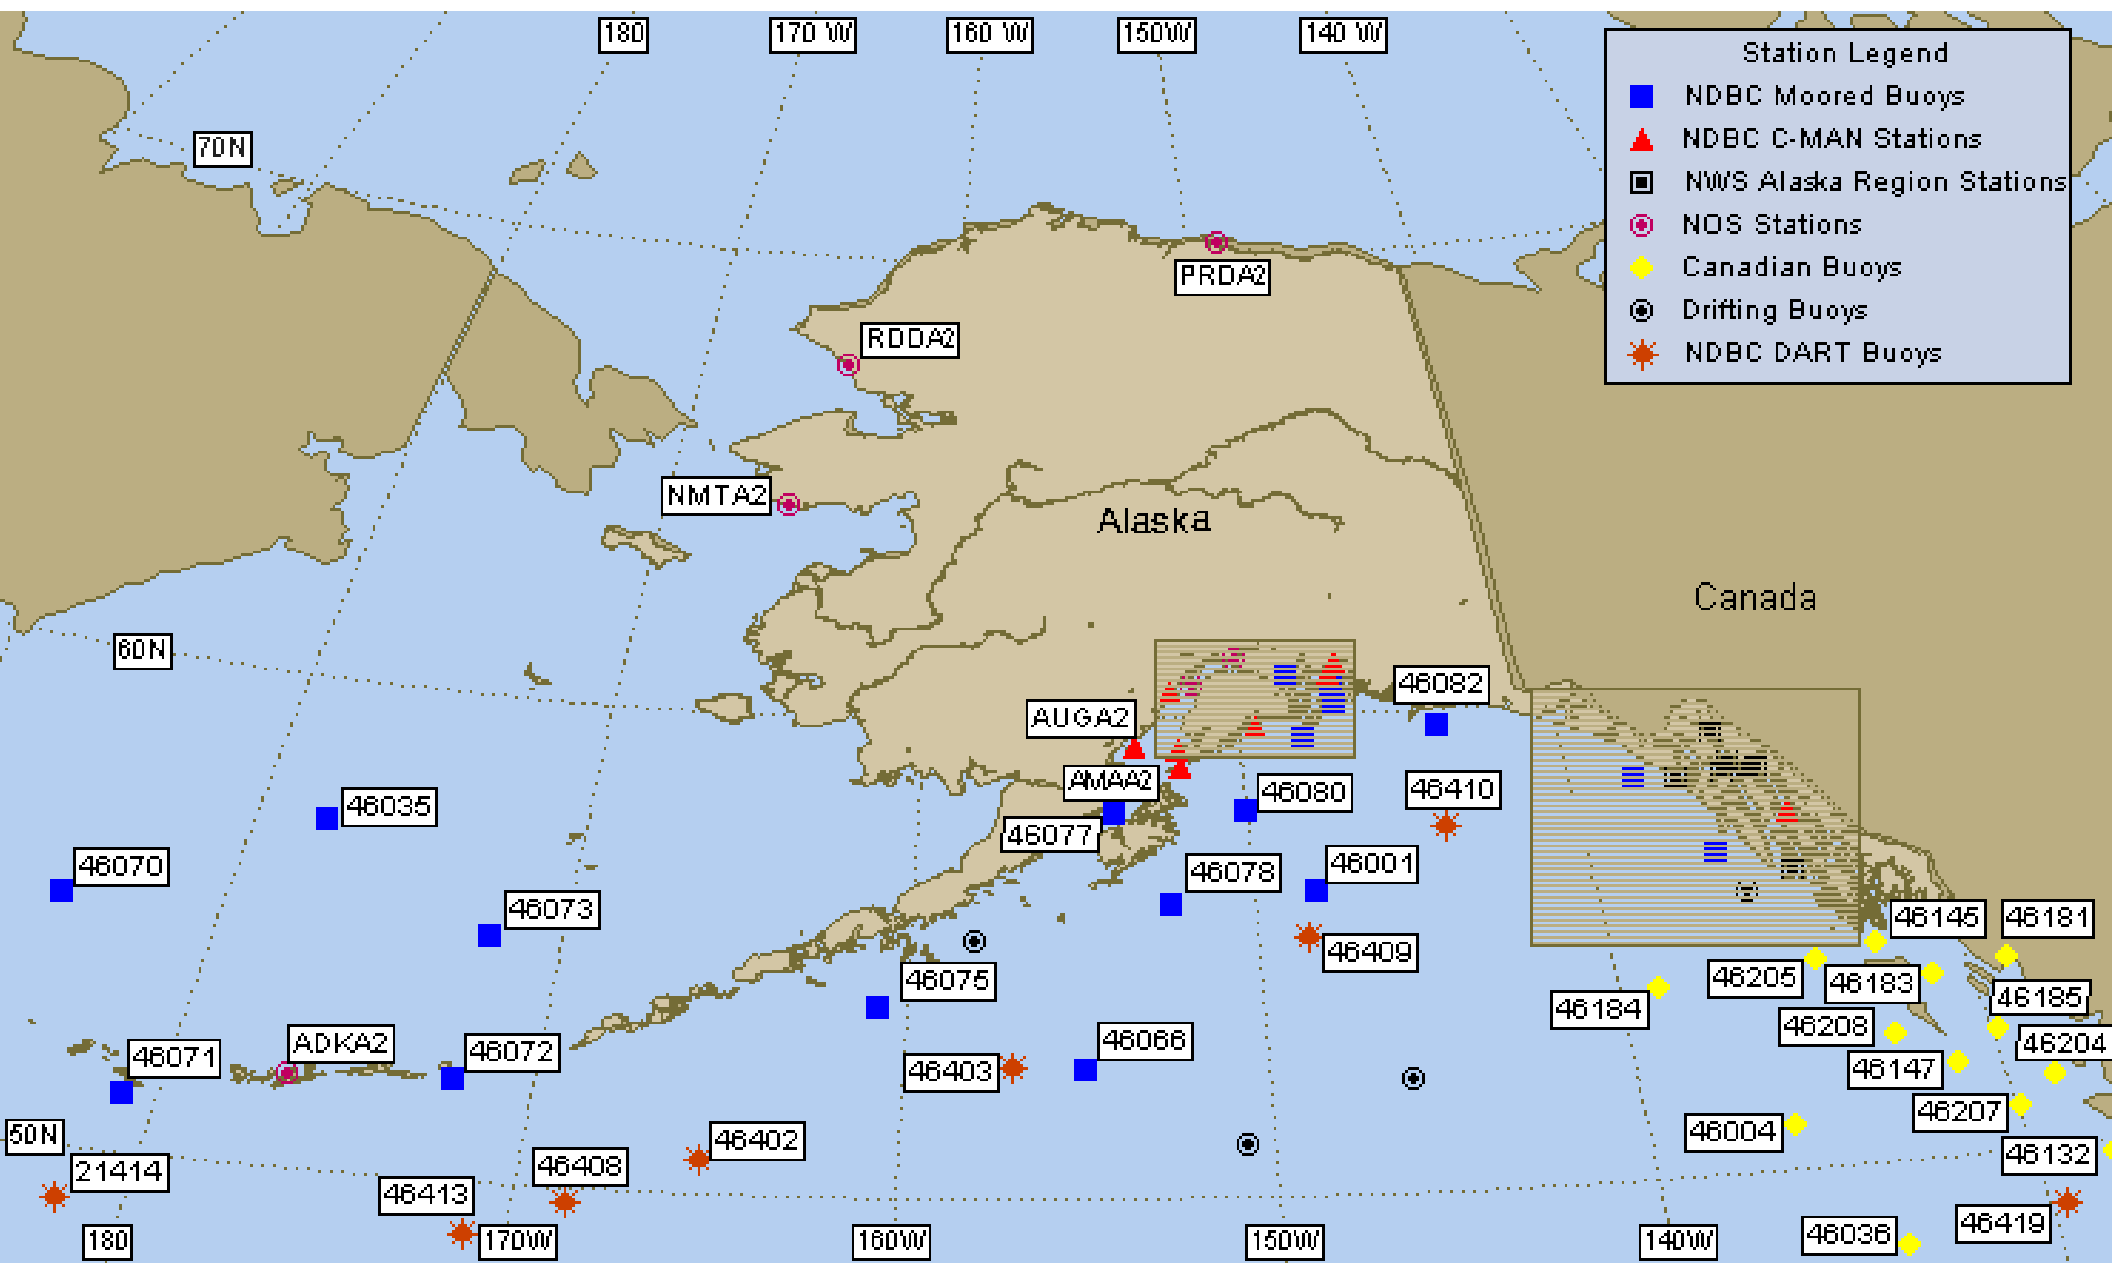 180
170 W
160 W
150W
140 W
Station Legend
NDBC Moored Buoys
NDBC C-MAN Stations
NWS Alaska Region Stations
NOS Stations
Canadian Buoys
Drifting Buoys
NDBC DART Buoys
70N
PRDA2
RDDA2
NMTA2
Alaska
Canada
60N
46082
AUGA2
AMAA2
46080
46410
46035
46077
46070
46078
46001
46073
46145
46181
46409
46075
46205
46183
46185
46184
46208
46204
ADKA2
46071
46072
46066
46403
46147
46207
50N
46402
46004
46132
21414
46408
46413
46419
46036
180
170W
160W
150W
140W